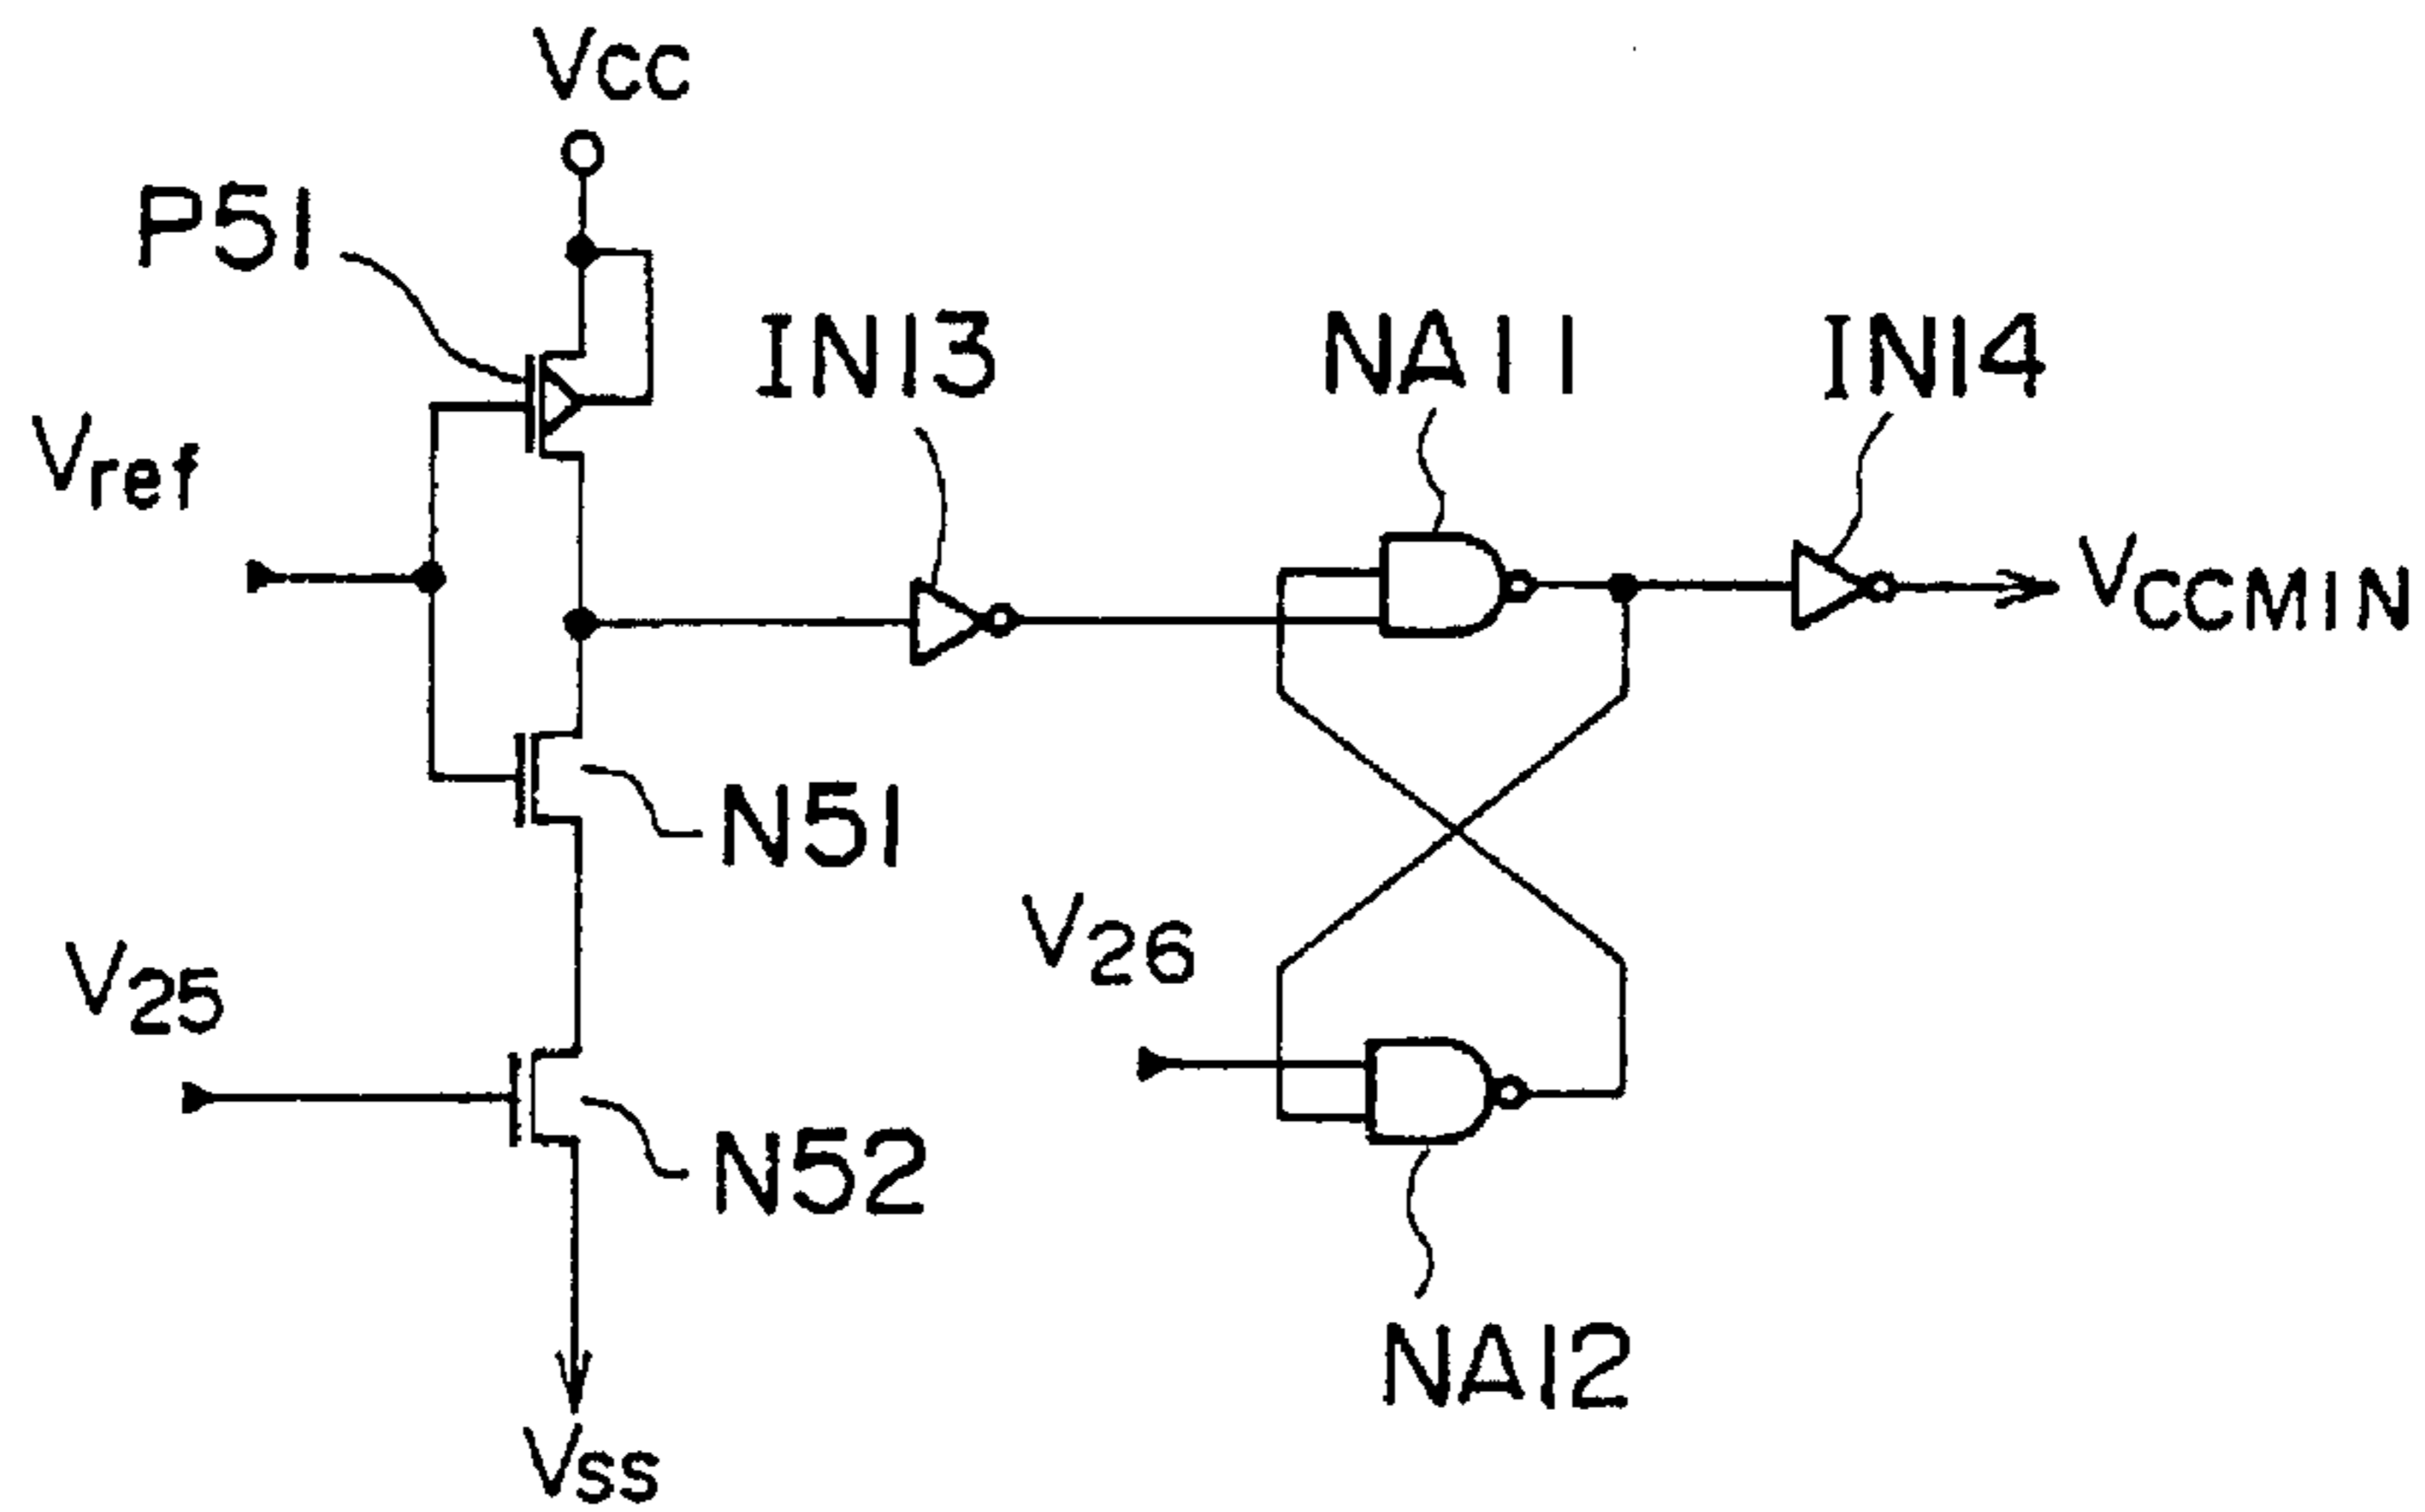 Vcc
P51
IN13
NA11
IN14
Vref
VCCMIN
N51
V26
V25
N52
NA12
Vss